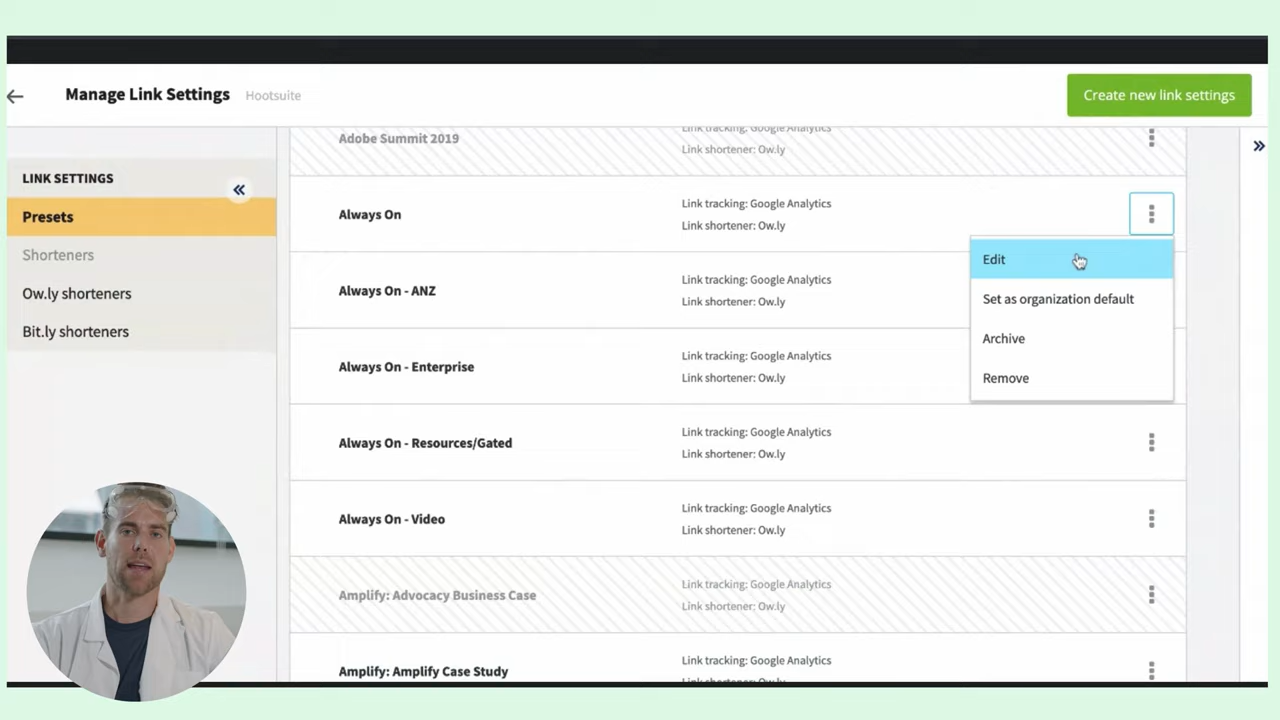 Manage Link Settings Hootsuite
Create new link settings
LINK SETTINGS
Presets
Shorteners
Ow.ly shorteners
Bit.ly shorteners
Adobe Summit 2019
Link tracking: Google Analytics
Link shortener: Ow.ly
Always On
Link tracking: Google Analytics
Link shortener: Ow.ly
Edit
Set as organization default
Archive
Remove
Always On - ANZ
Link tracking: Google Analytics
Link shortener: Ow.ly
Always On - Enterprise
Link tracking: Google Analytics
Link shortener: Ow.ly
Always On - Resources/Gated
Link tracking: Google Analytics
Link shortener: Ow.ly
Always On - Video
Link tracking: Google Analytics
Link shortener: Ow.ly
Amplify: Advocacy Business Case
Link tracking: Google Analytics
Link shortener: Ow.ly
Amplify: Amplify Case Study
Link tracking: Google Analytics
Link shortener: Ow.ly